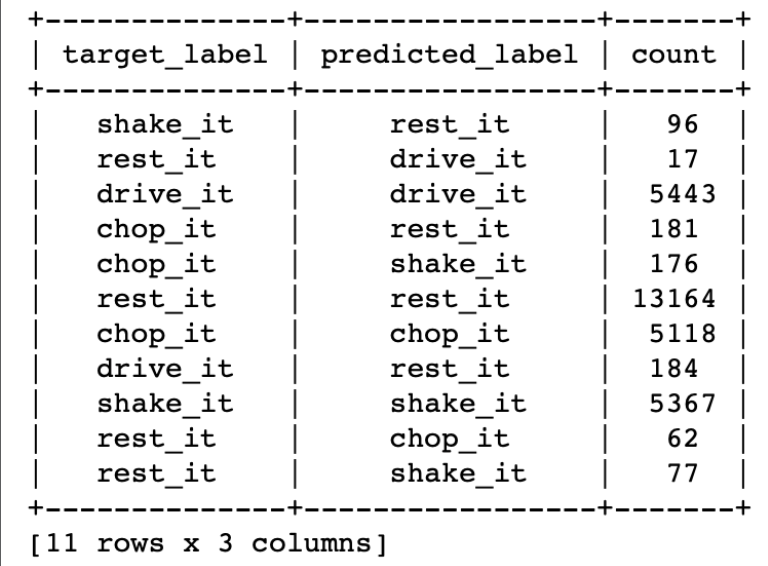 +---------------+-----------------+-------+
| target_label | predicted_label | count |
+---------------+-----------------+-------+
| shake_it | rest_it | 96 |
| rest_it | drive_it | 17 |
| drive_it | drive_it | 5443 |
| chop_it | rest_it | 181 |
| chop_it | shake_it | 176 |
| rest_it | rest_it | 13164 |
| chop_it | chop_it | 5118 |
| drive_it | rest_it | 184 |
| shake_it | shake_it | 5367 |
| rest_it | chop_it | 62 |
| rest_it | shake_it | 77 |
+---------------+-----------------+-------+
[11 rows x 3 columns]